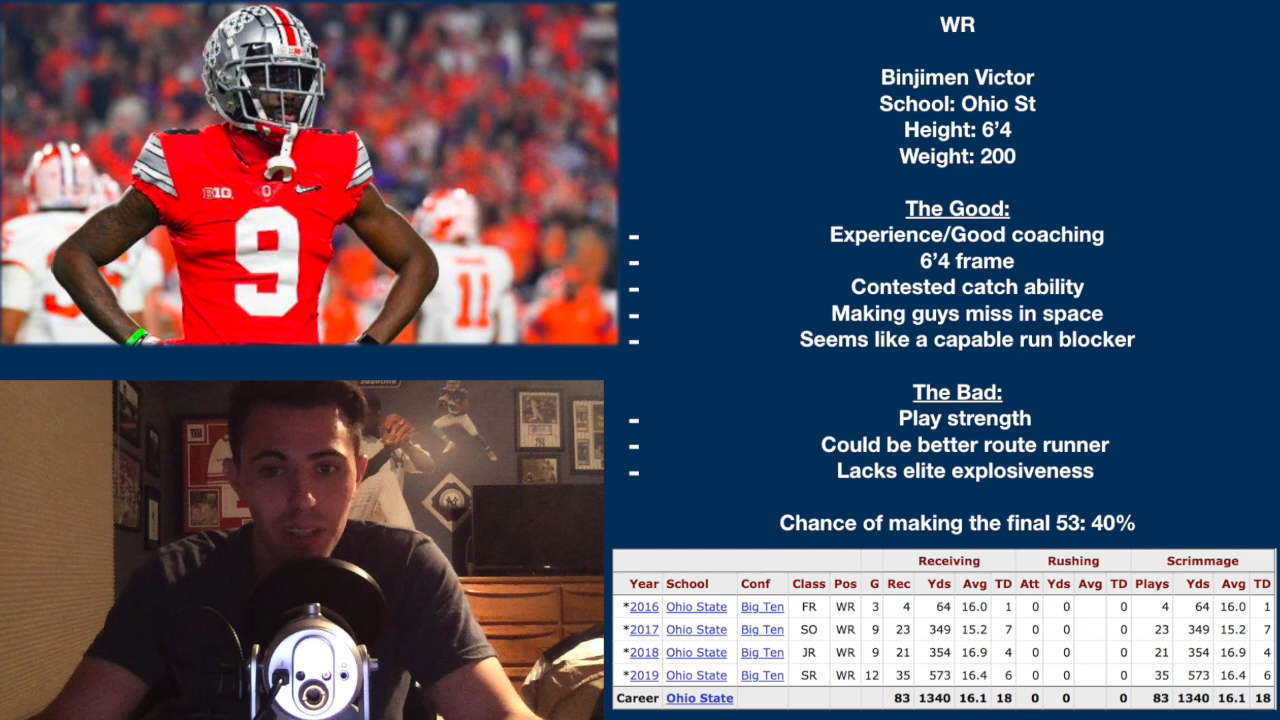 WR
Binjimen Victor
School: Ohio St
Height: 6’4
Weight: 200
The Good:
- Experience/Good coaching
- 6’4 frame
- Contested catch ability
- Making guys miss in space
- Seems like a capable run blocker
The Bad:
- Play strength
- Could be better route runner
- Lacks elite explosiveness
Chance of making the final 53: 40%
Receiving Rushing Scrimmage
Year School Conf Class Pos G Rec Yds Avg TD Att Yds Avg TD Plays Yds Avg TD
*2016 Ohio State Big Ten FR WR 3 4 64 16.0 1 0 0 0 4 64 16.0 1
*2017 Ohio State Big Ten SO WR 9 23 349 15.2 7 0 0 0 23 349 15.2 7
*2018 Ohio State Big Ten JR WR 9 21 354 16.9 4 0 0 0 21 354 16.9 4
*2019 Ohio State Big Ten SR WR 12 35 573 16.4 6 0 0 0 35 573 16.4 6
Career Ohio State 83 1340 16.1 18 0 0 0 83 1340 16.1 18
B1G
O
9
11